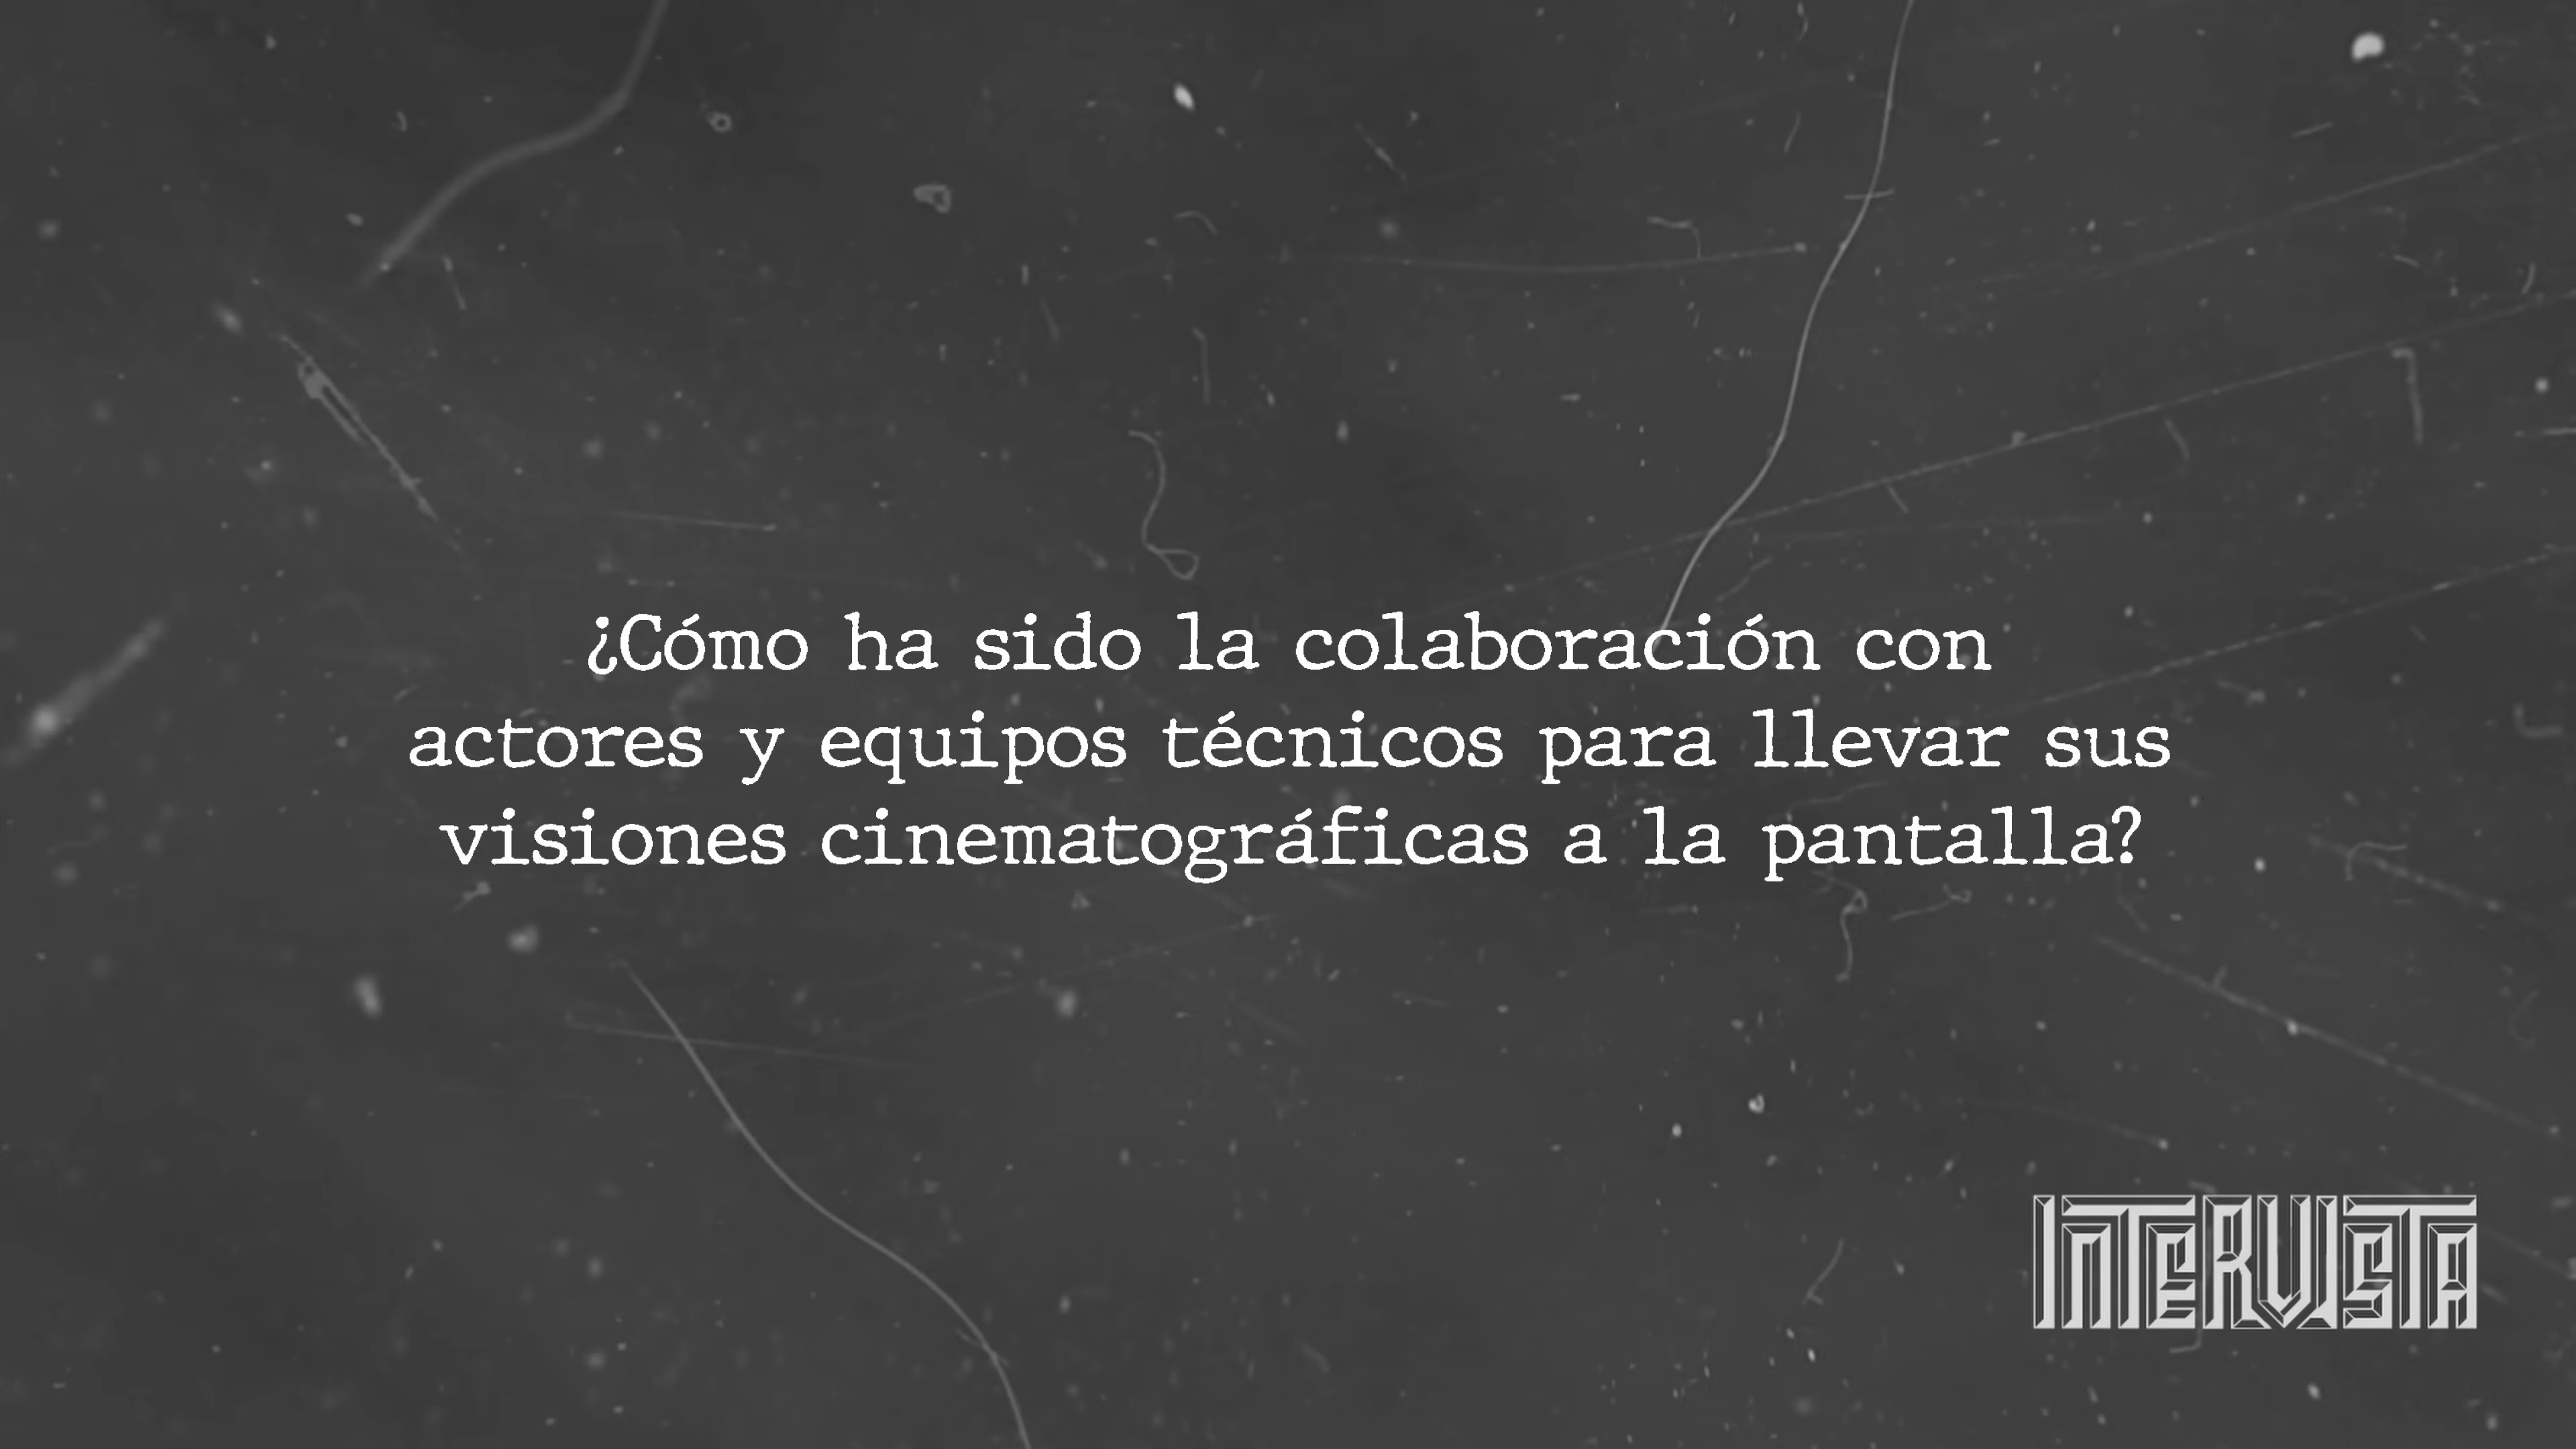 ¿Cómo ha sido la colaboración con
actores y equipos técnicos para llevar sus
visiones cinematográficas a la pantalla?
INTERVISTA